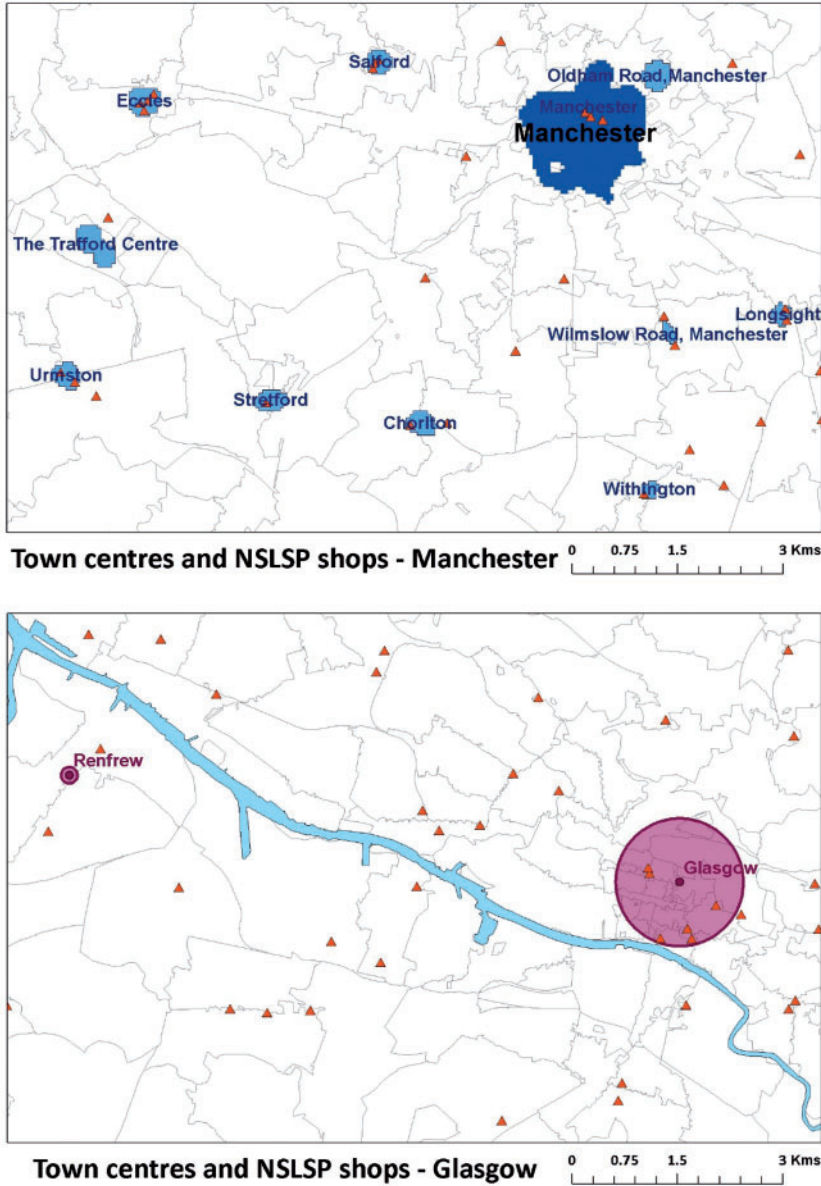 Salford
Oldham Road,Manchester
Eccles
Manchester
Manchester
The Trafford Centre
Longsight
Wilmslow Road, Manchester
Urmston
Stretford
Chorlton
Withington
Town centres and NSLSP shops - Manchester
0 0.75 1.5 3 Kms
Renfrew
Glasgow
Town centres and NSLSP shops - Glasgow
0 0.75 1.5 3 Kms